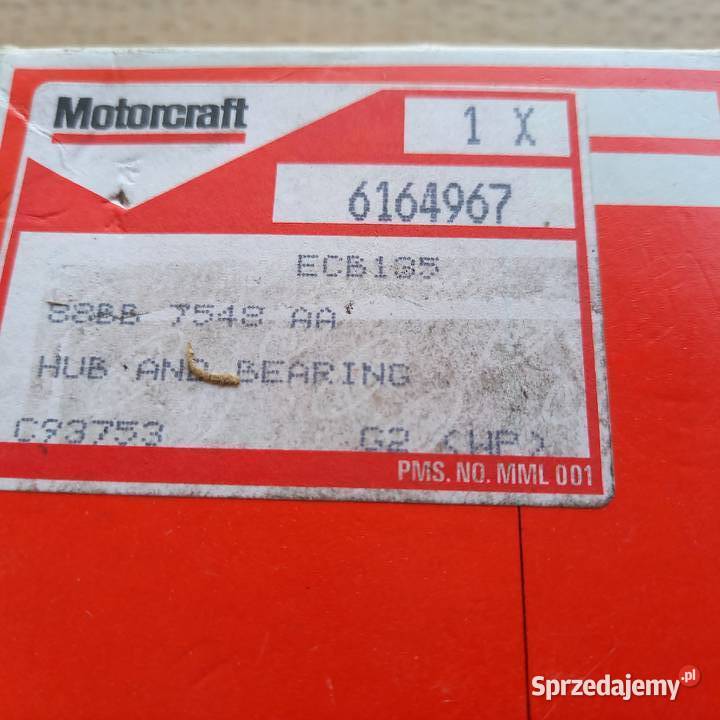 Motorcraft
1 X
6164967
ECB135
88BB 7548 AA
HUB AND BEARING
C93753 G2 (WP)
PMS. NO. MML 001
Sprzedajemy.pl